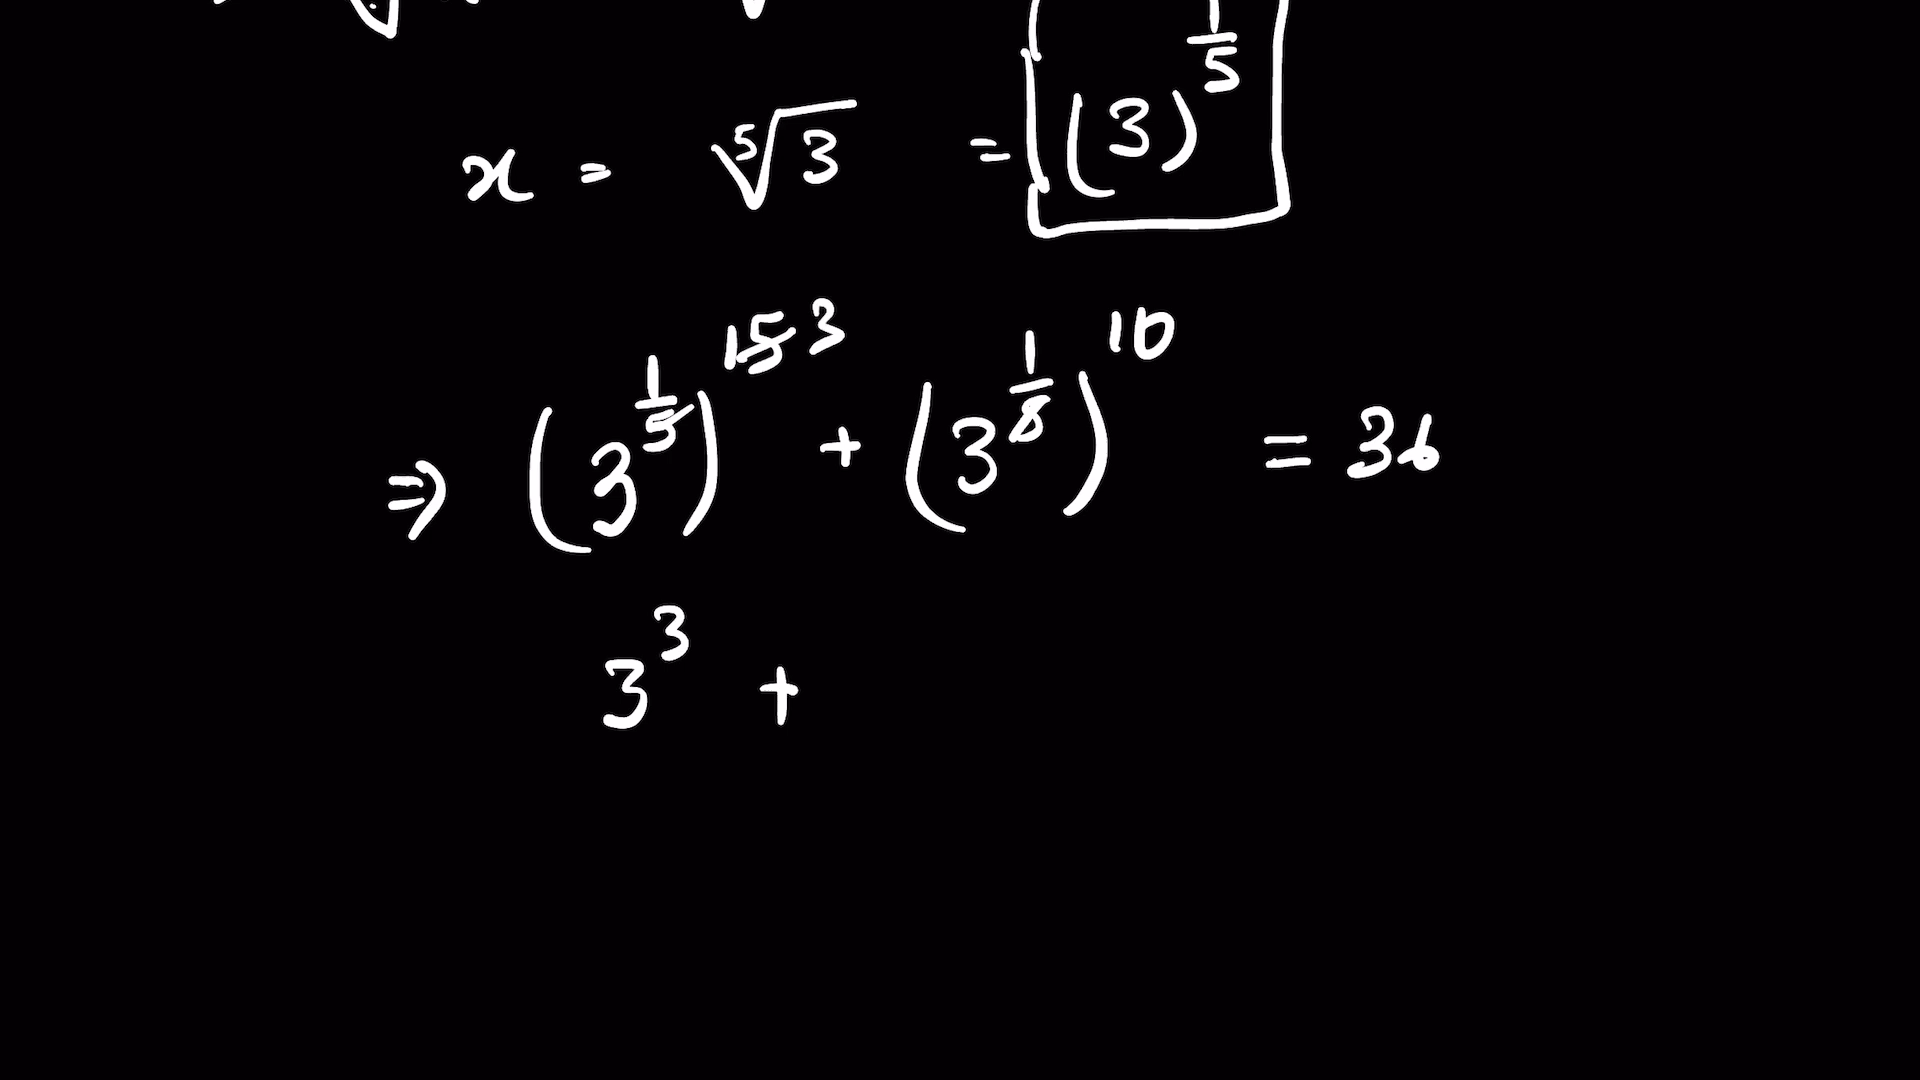 x = ⁵√3 = (3)^(1/5)
⇒ (3^(1/5))^15 3 + (3^(1/5))^10 = 36
3³ +